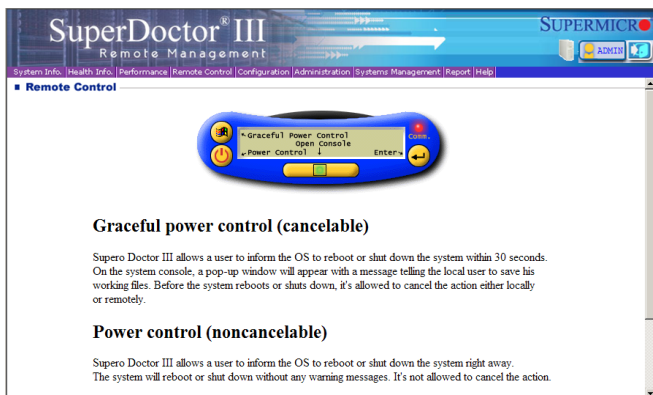 SuperDoctor® III
Remote Management
SUPERMICR
ADMIN
System Info. |Health Info. |Performance |Remote Control |Configuration |Administration |Systems Management |Report |Help|
Remote Control
Graceful Power Control
Open Console
Power Control ↓ Enter
Comm.
Graceful power control (cancelable)
Supero Doctor III allows a user to inform the OS to reboot or shut down the system within 30 seconds.
On the system console, a pop-up window will appear with a message telling the local user to save his
working files. Before the system reboots or shuts down, it's allowed to cancel the action either locally
or remotely.
Power control (noncancelable)
Supero Doctor III allows a user to inform the OS to reboot or shut down the system right away.
The system will reboot or shut down without any warning messages. It's not allowed to cancel the action.